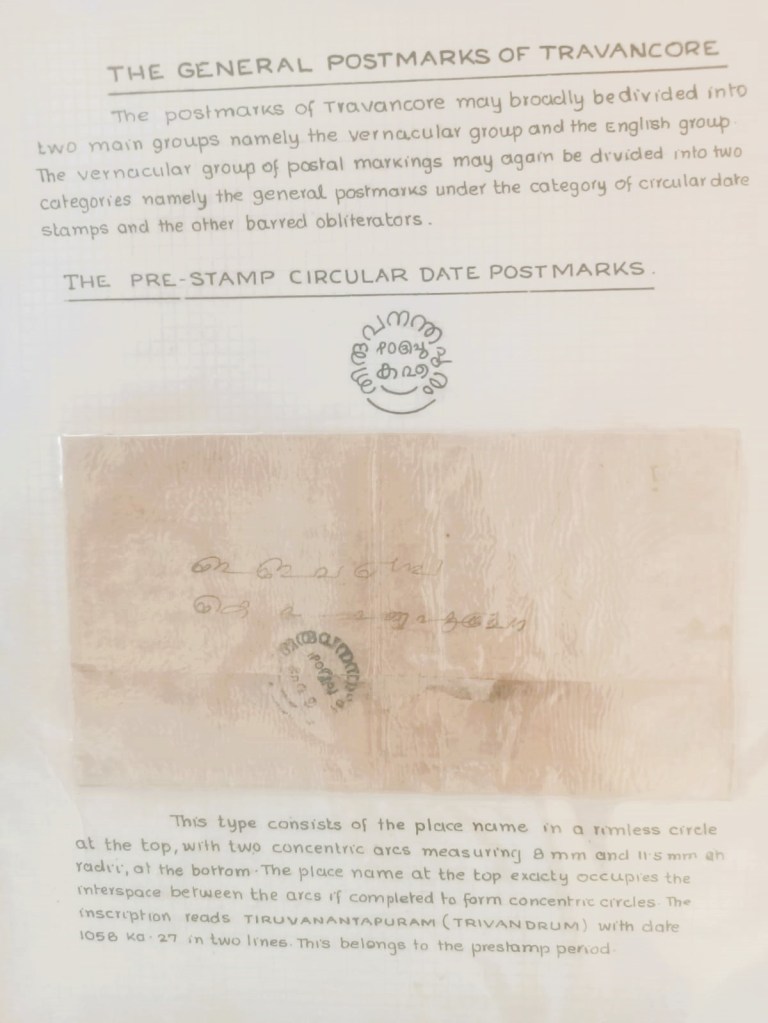 THE GENERAL POSTMARKS OF TRAVANCORE
The postmarks of Travancore may broadly be divided into
two main groups namely the vernacular group and the English group.
The vernacular group of postal markings may again be divided into two
categories namely the general postmarks under the category of circular date
stamps and the other barred obliterators.
THE PRE-STAMP CIRCULAR DATE POSTMARKS.
This type consists of the place name in a rimless circle
at the top, with two concentric arcs measuring 8 mm and 11.5 mm in
radii, at the bottom. The place name at the top exactly occupies the
interspace between the arcs if completed to form concentric circles. The
inscription reads TIRUVANANTAPURAM (TRIVANDRUM) with date
1058 Ka. 27 in two lines. This belongs to the prestamp period.